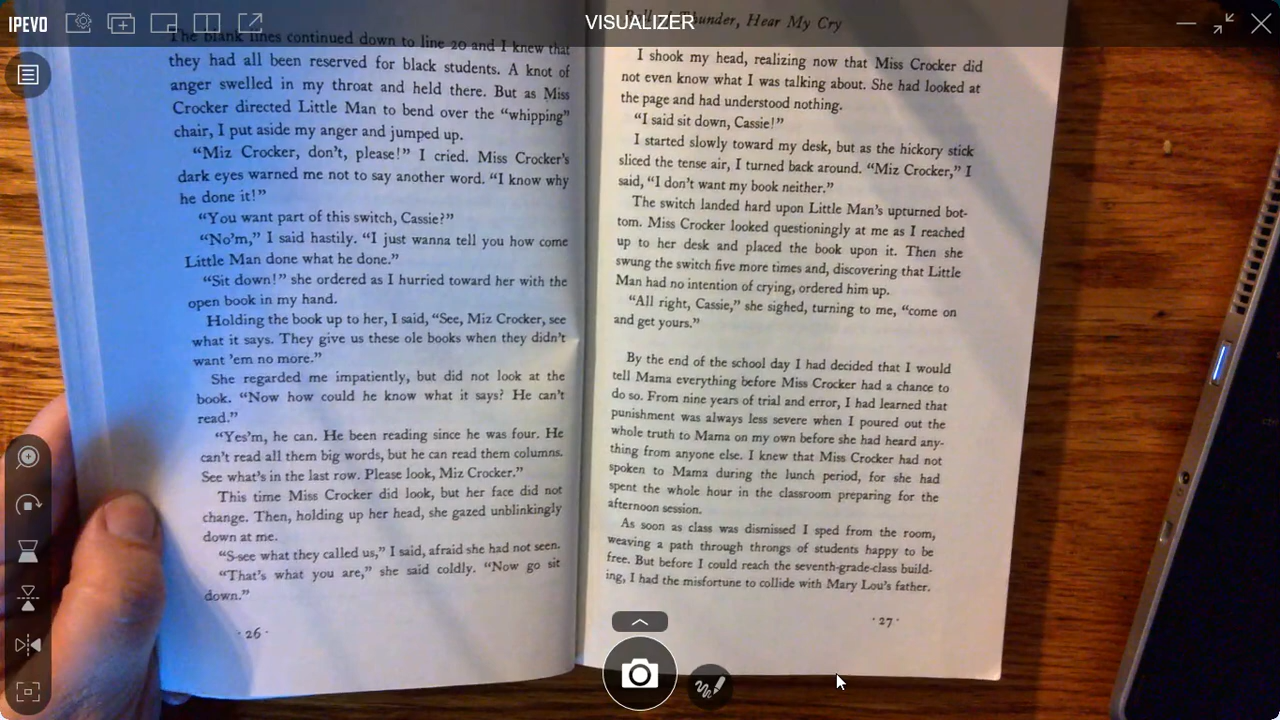 IPEVO
VISUALIZER
The blank lines continued down to line 20 and I knew that
they had all been reserved for black students. A knot of
anger swelled in my throat and held there. But as Miss
Crocker directed Little Man to bend over the “whipping”
chair, I put aside my anger and jumped up.
“Miz Crocker, don’t, please!” I cried. Miss Crocker’s
dark eyes warned me not to say another word. “I know why
he done it!”
“You want part of this switch, Cassie?”
“No’m,” I said hastily. “I just wanna tell you how come
Little Man done what he done.”
“Sit down!” she ordered as I hurried toward her with the
open book in my hand.
Holding the book up to her, I said, “See, Miz Crocker, see
what it says. They give us these ole books when they didn’t
want ’em no more.”
She regarded me impatiently, but did not look at the
book. “Now how could he know what it says? He can’t
read.”
“Yes’m, he can. He been reading since he was four. He
can’t read all them big words, but he can read them columns.
See what’s in the last row. Please look, Miz Crocker.”
This time Miss Crocker did look, but her face did not
change. Then, holding up her head, she gazed unblinkingly
down at me.
“S-see what they called us,” I said, afraid she had not seen.
“That’s what you are,” she said coldly. “Now go sit
down.”
· 26 ·
Thunder, Hear My Cry
I shook my head, realizing now that Miss Crocker did
not even know what I was talking about. She had looked at
the page and had understood nothing.
“I said sit down, Cassie!”
I started slowly toward my desk, but as the hickory stick
sliced the tense air, I turned back around. “Miz Crocker,” I
said, “I don’t want my book neither.”
The switch landed hard upon Little Man’s upturned bot-
tom. Miss Crocker looked questioningly at me as I reached
up to her desk and placed the book upon it. Then she
swung the switch five more times and, discovering that Little
Man had no intention of crying, ordered him up.
“All right, Cassie,” she sighed, turning to me, “come on
and get yours.”
By the end of the school day I had decided that I would
tell Mama everything before Miss Crocker had a chance to
do so. From nine years of trial and error, I had learned that
punishment was always less severe when I poured out the
whole truth to Mama on my own before she had heard any-
thing from anyone else. I knew that Miss Crocker had not
spoken to Mama during the lunch period, for she had
spent the whole hour in the classroom preparing for the
afternoon session.
As soon as class was dismissed I sped from the room,
weaving a path through throngs of students happy to be
free. But before I could reach the seventh-grade-class build-
ing, I had the misfortune to collide with Mary Lou’s father.
· 27 ·